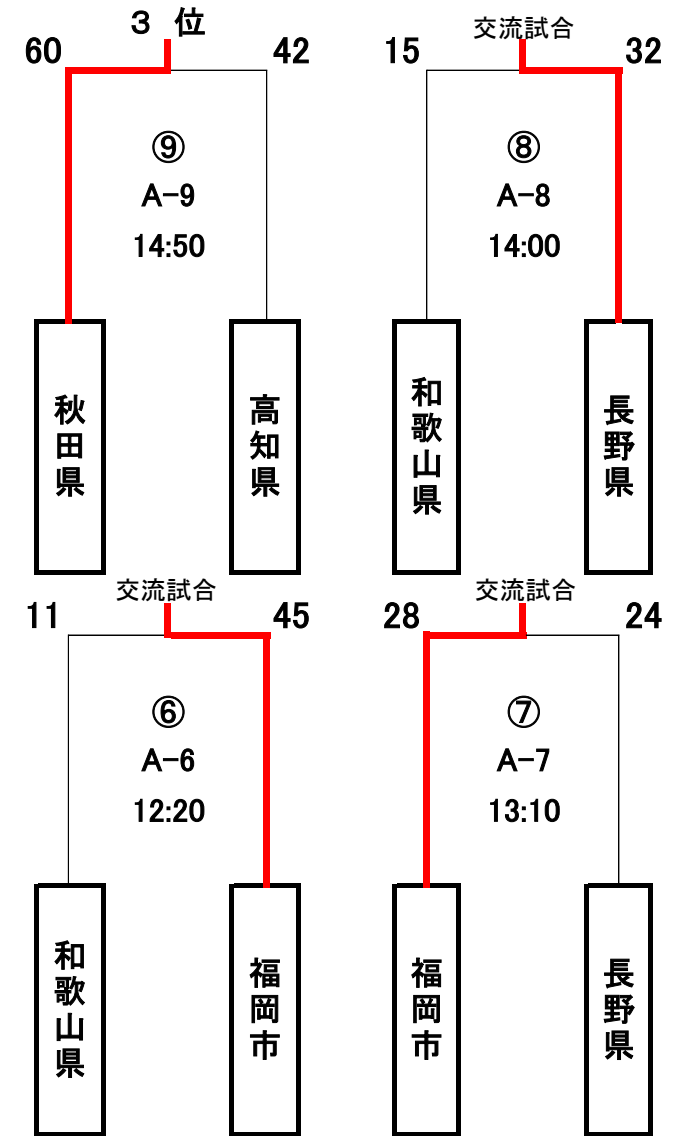 ３ 位
60 42
⑨
A−9
14:50
秋田県
高知県
交流試合
15 32
⑧
A−8
14:00
和歌山県
長野県
交流試合
11 45
⑥
A−6
12:20
和歌山県
福岡市
交流試合
28 24
⑦
A−7
13:10
福岡市
長野県